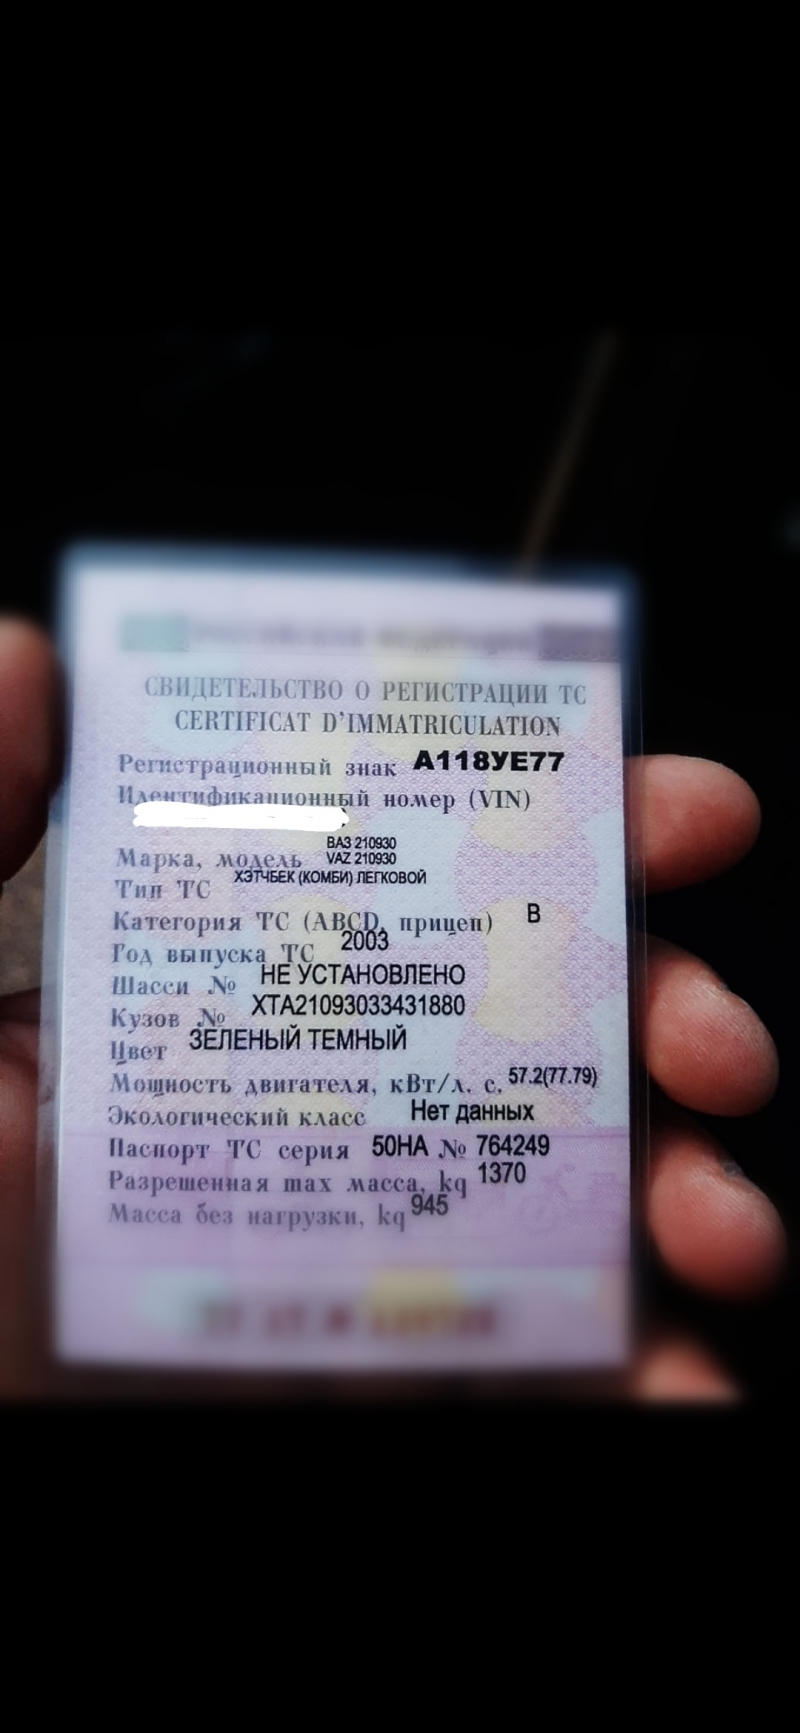 СВИДЕТЕЛЬСТВО О РЕГИСТРАЦИИ ТС
CERTIFICAT D'IMMATRICULATION
Регистрационный знак А118УЕ77
Идентификационный номер (VIN)
ВАЗ 210930
Марка, модель VAZ 210930
Тип ТС ХЭТЧБЕК (КОМБИ) ЛЕГКОВОЙ
Категория ТС (ABCD, прицеп) B
Год выпуска ТС 2003
Шасси № НЕ УСТАНОВЛЕНО
Кузов № XTA21093033431880
Цвет ЗЕЛЕНЫЙ ТЕМНЫЙ
Мощность двигателя, кВт/л. с. 57.2(77.79)
Экологический класс Нет данных
Паспорт ТС серия 50НА № 764249
Разрешенная max масса, kg 1370
Масса без нагрузки, kg 945